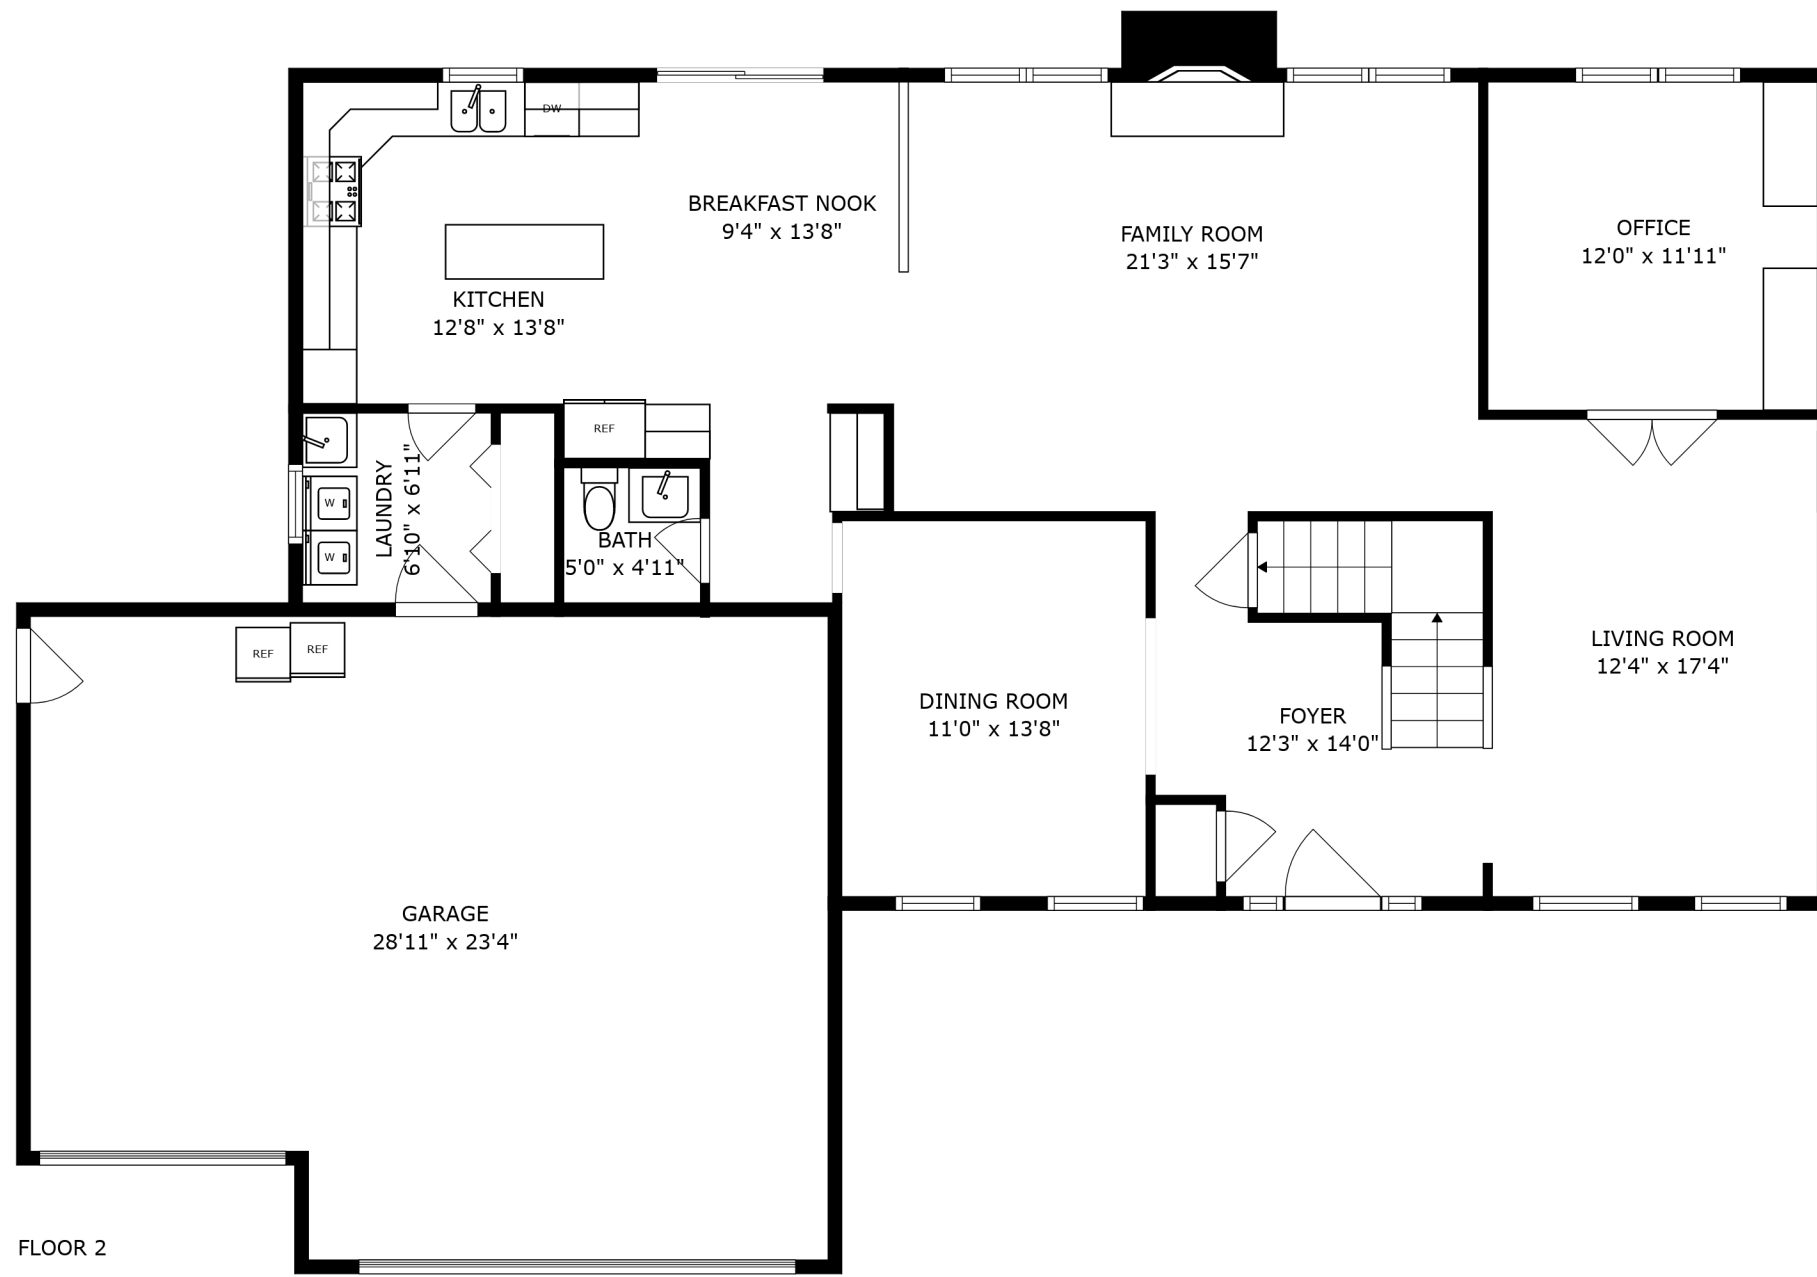 DW
BREAKFAST NOOK
9'4" x 13'8"
FAMILY ROOM
21'3" x 15'7"
OFFICE
12'0" x 11'11"
KITCHEN
12'8" x 13'8"
REF
LAUNDRY
6'10" x 6'11"
W
W
BATH
5'0" x 4'11"
REF
REF
LIVING ROOM
12'4" x 17'4"
DINING ROOM
11'0" x 13'8"
FOYER
12'3" x 14'0"
GARAGE
28'11" x 23'4"
FLOOR 2